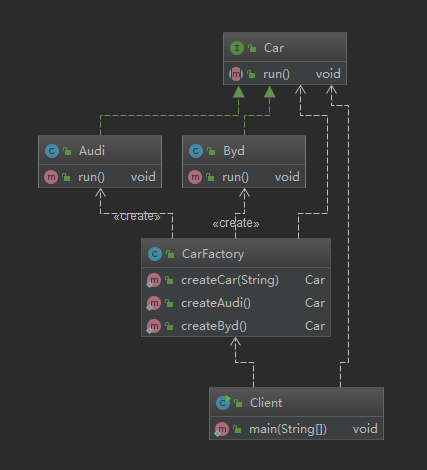 Car
run() void
Audi
run() void
Byd
run() void
«create»
«create»
CarFactory
createCar(String) Car
createAudi() Car
createByd() Car
Client
main(String[]) void